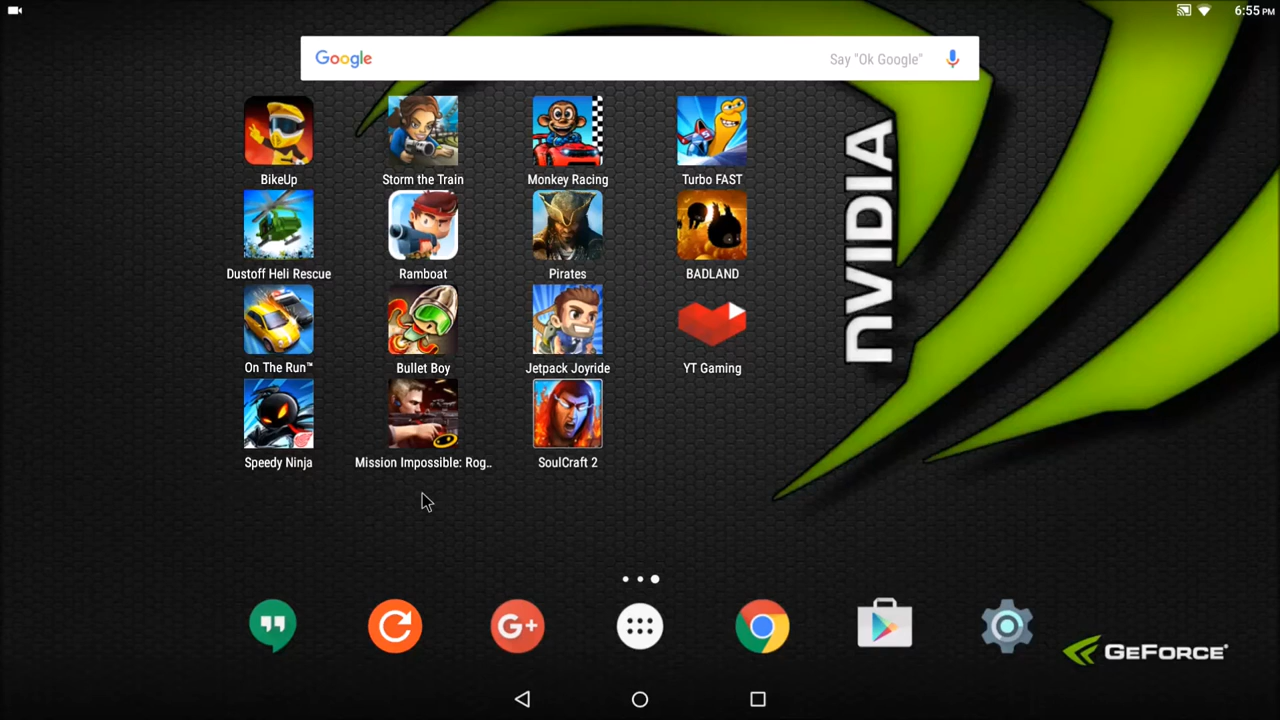 6:55 PM
Google
Say "Ok Google"
BikeUp
Storm the Train
Monkey Racing
Turbo FAST
Dustoff Heli Rescue
Ramboat
Pirates
BADLAND
On The Run™
Bullet Boy
Jetpack Joyride
YT Gaming
Speedy Ninja
Mission Impossible: Rog..
SoulCraft 2
NVIDIA
G+
GEFORCE